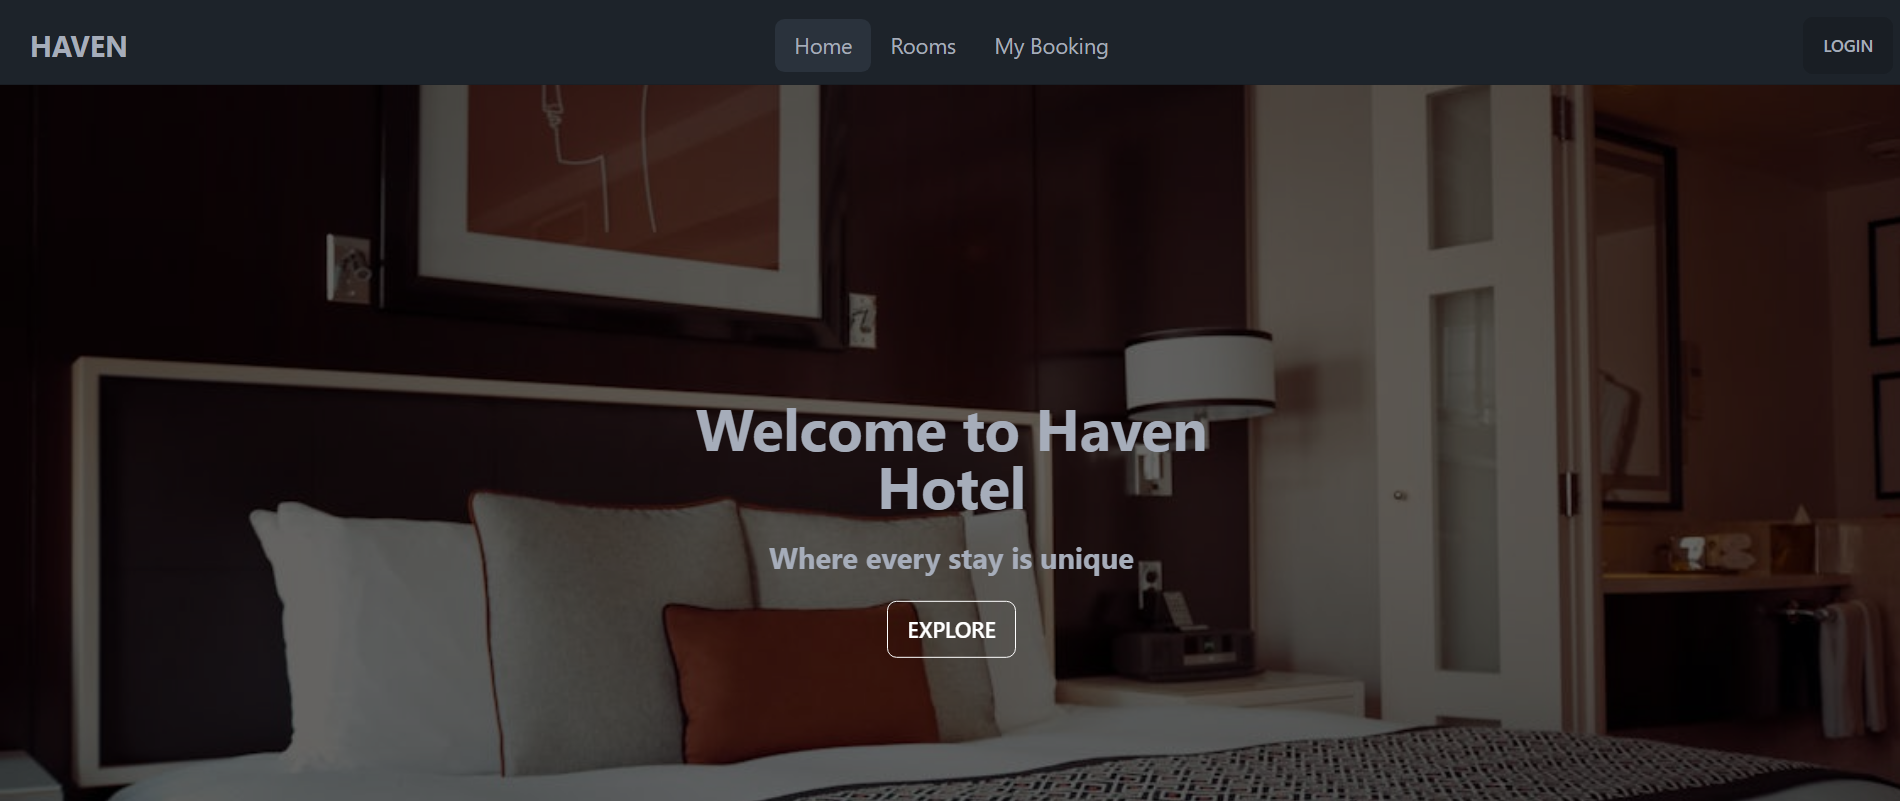 HAVEN
Home Rooms My Booking
LOGIN
Welcome to Haven
Hotel
Where every stay is unique
EXPLORE